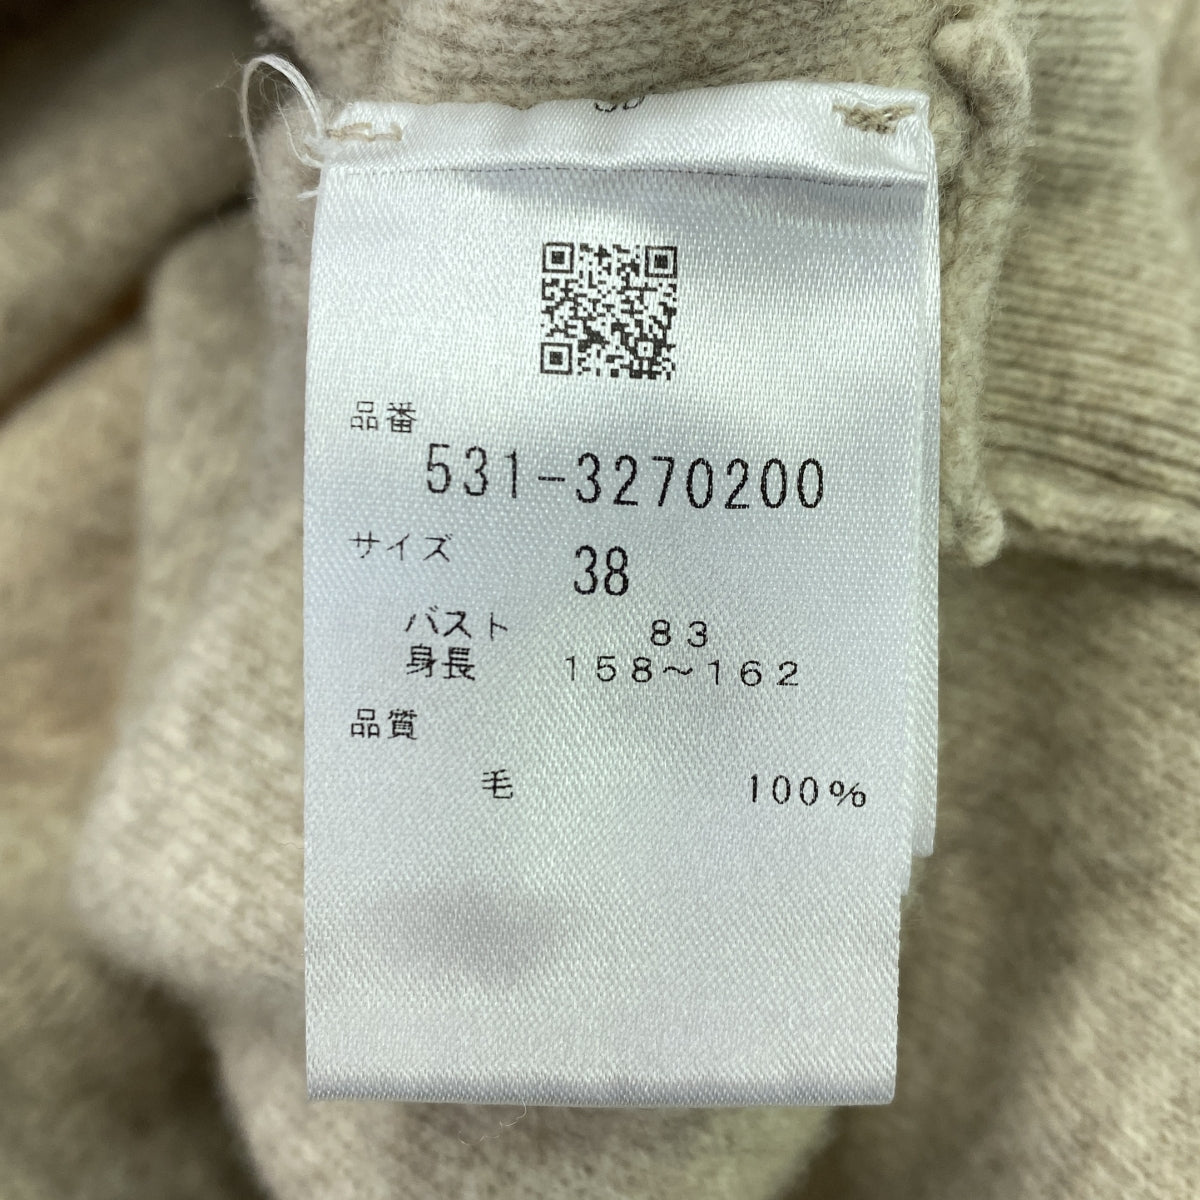 品番
531-3270200
サイズ 38
バスト 83
身長 158~162
品質
毛 100%